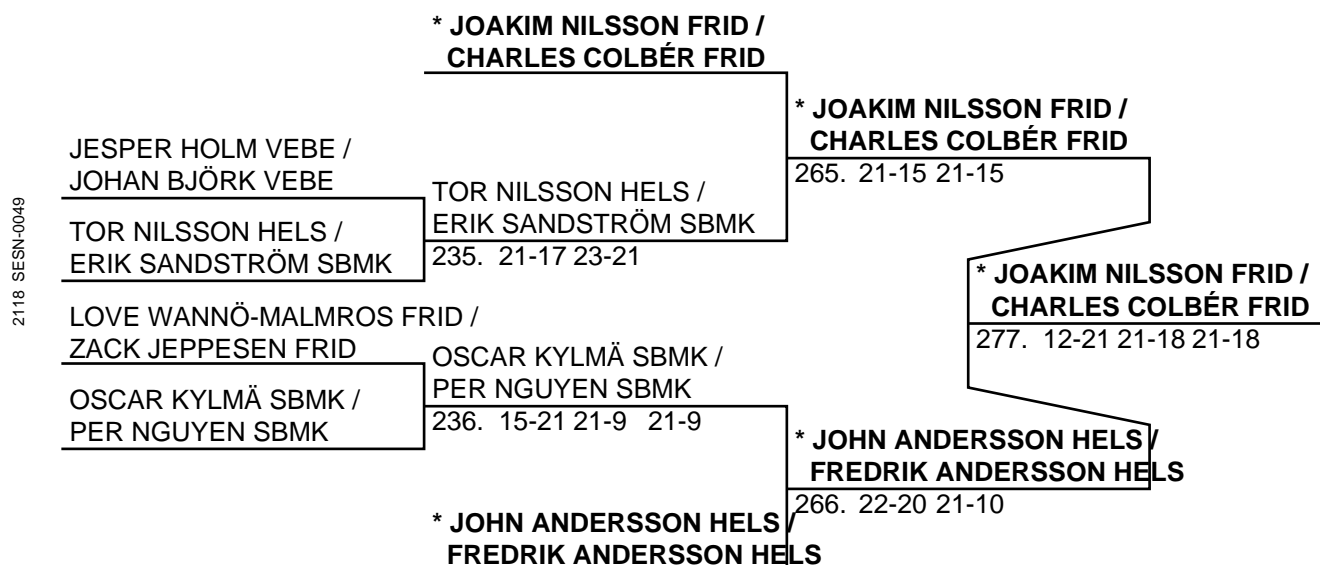 * JOAKIM NILSSON FRID /
CHARLES COLBÉR FRID
* JOAKIM NILSSON FRID /
CHARLES COLBÉR FRID
265. 21-15 21-15
JESPER HOLM VEBE /
JOHAN BJÖRK VEBE
TOR NILSSON HELS /
ERIK SANDSTRÖM SBMK
235. 21-17 23-21
TOR NILSSON HELS /
ERIK SANDSTRÖM SBMK
2118 SESN-0049
* JOAKIM NILSSON FRID /
CHARLES COLBÉR FRID
277. 12-21 21-18 21-18
LOVE WANNÖ-MALMROS FRID /
ZACK JEPPESEN FRID
OSCAR KYLMÄ SBMK /
PER NGUYEN SBMK
236. 15-21 21-9 21-9
OSCAR KYLMÄ SBMK /
PER NGUYEN SBMK
* JOHN ANDERSSON HELS /
FREDRIK ANDERSSON HELS
266. 22-20 21-10
* JOHN ANDERSSON HELS /
FREDRIK ANDERSSON HELS